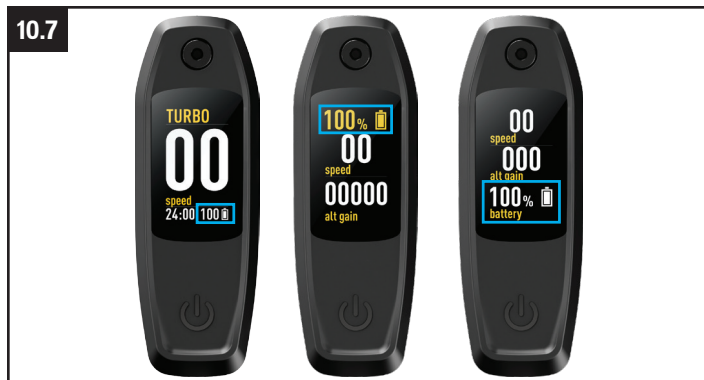 10.7
TURBO
00
speed
24:00 100
100%
00
speed
00000
alt gain
00
speed
000
alt gain
100%
battery